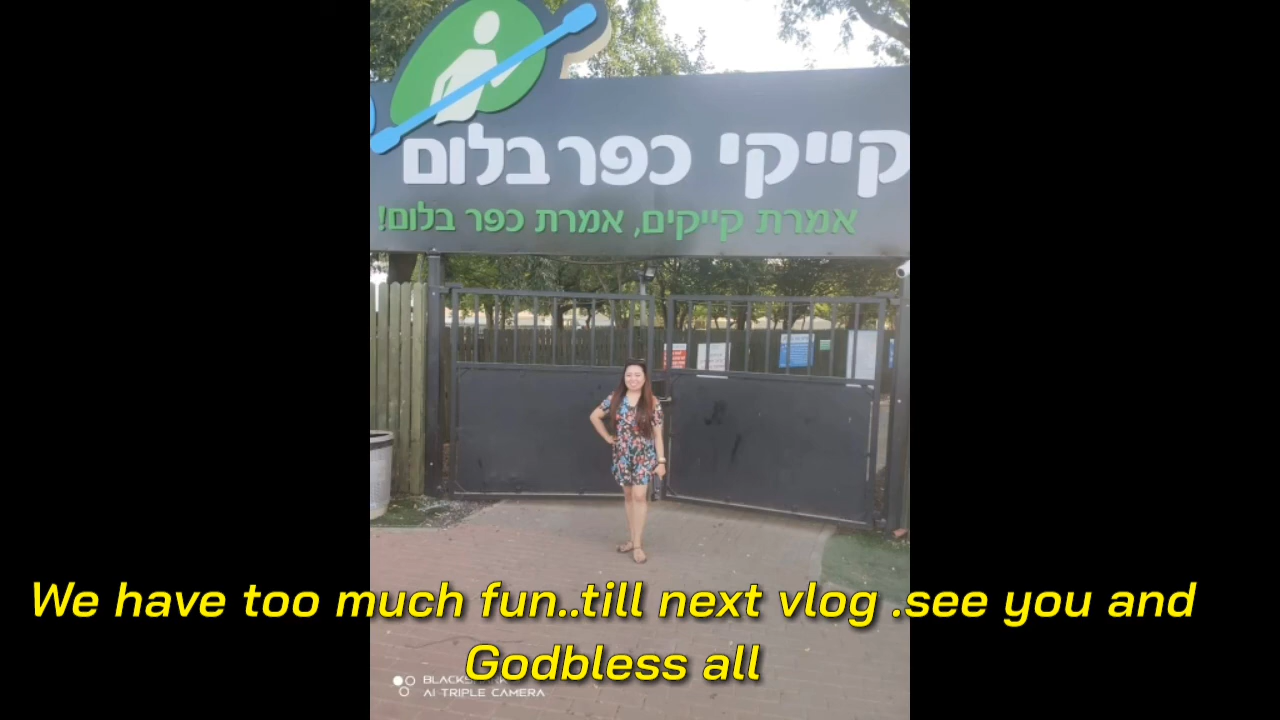 קייקי כפר בלום
אמרת קייקים, אמרת כפר בלום!
We have too much fun..till next vlog .see you and
Godbless all
AI TRIPLE CAMERA